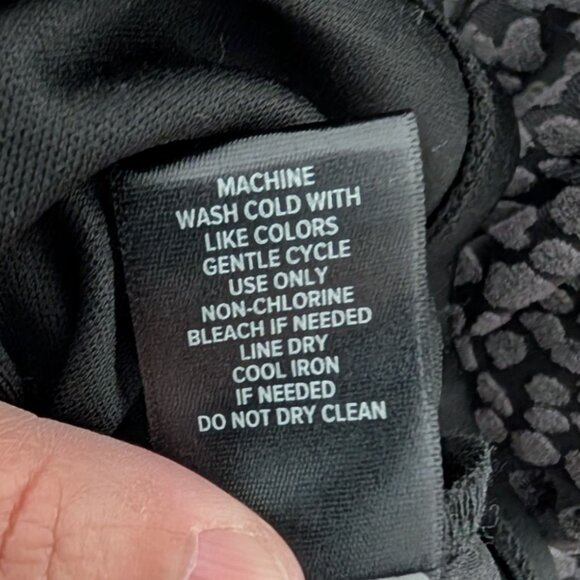 MACHINE
WASH COLD WITH
LIKE COLORS
GENTLE CYCLE
USE ONLY
NON-CHLORINE
BLEACH IF NEEDED
LINE DRY
COOL IRON
IF NEEDED
DO NOT DRY CLEAN